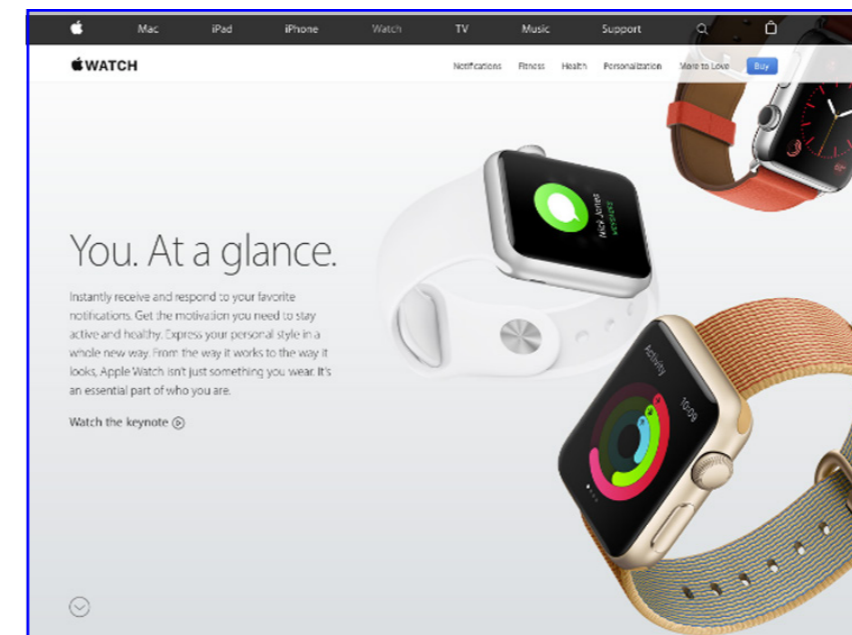 Mac iPad iPhone Watch TV Music Support
WATCH
Notifications Fitness Health Personalization More to Love Buy
You. At a glance.
Instantly receive and respond to your favorite
notifications. Get the motivation you need to stay
active and healthy. Express your personal style in a
whole new way. From the way it works to the way it
looks, Apple Watch isn't just something you wear. It's
an essential part of who you are.
Watch the keynote
Nick Jones
MESSAGES
Activity
10:09